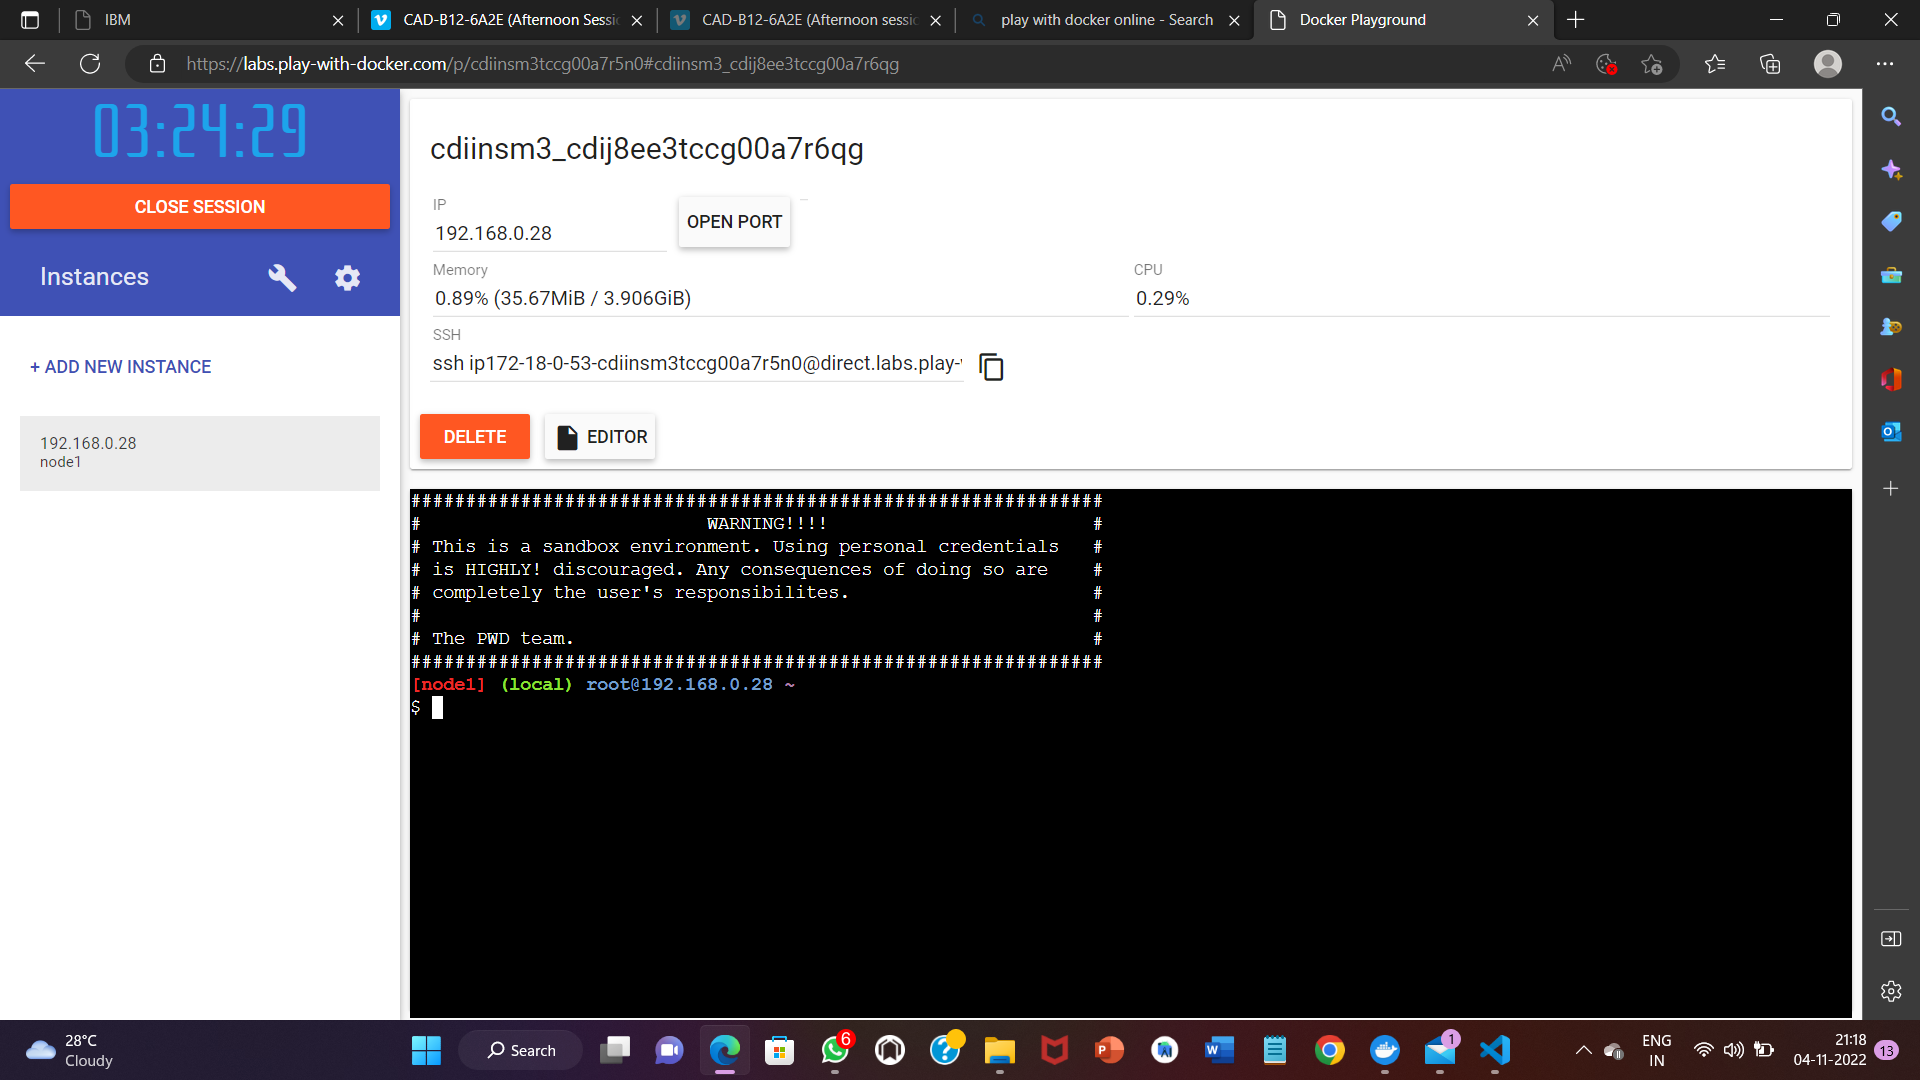 IBM
CAD-B12-6A2E (Afternoon Sessio
CAD-B12-6A2E (Afternoon sessio
play with docker online - Search
Docker Playground
https://labs.play-with-docker.com/p/cdiinsm3tccg00a7r5n0#cdiinsm3_cdij8ee3tccg00a7r6qg
03:24:29
CLOSE SESSION
Instances
+ ADD NEW INSTANCE
192.168.0.28
node1
cdiinsm3_cdij8ee3tccg00a7r6qg
IP
192.168.0.28
OPEN PORT
Memory
0.89% (35.67MiB / 3.906GiB)
CPU
0.29%
SSH
ssh ip172-18-0-53-cdiinsm3tccg00a7r5n0@direct.labs.play-
DELETE
EDITOR
###############################################################
#                          WARNING!!!!                        #
# This is a sandbox environment. Using personal credentials   #
# is HIGHLY! discouraged. Any consequences of doing so are    #
# completely the user's responsibilites.                      #
#                                                             #
# The PWD team.                                               #
###############################################################
[node1] (local) root@192.168.0.28 ~
$
28°C
Cloudy
Search
6
1
ENG
IN
21:18
04-11-2022
13